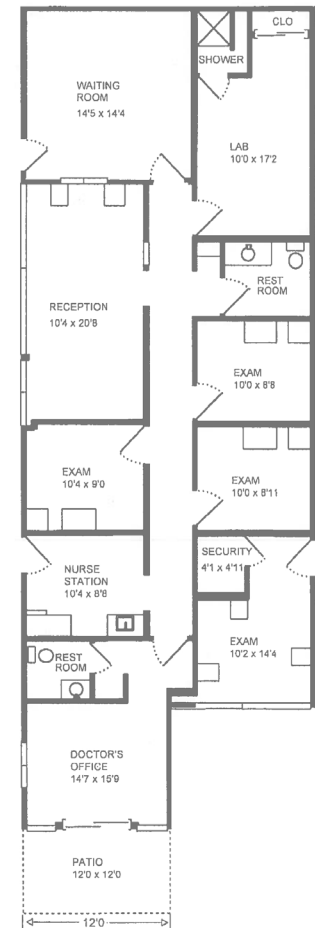 CLO
SHOWER
WAITING
ROOM
14'5 x 14'4
LAB
10'0 x 17'2
REST
ROOM
RECEPTION
10'4 x 20'8
EXAM
10'0 x 8'8
EXAM
10'4 x 9'0
EXAM
10'0 x 8'11
SECURITY
4'1 x 4'11
NURSE
STATION
10'4 x 8'8
EXAM
10'2 x 14'4
REST
ROOM
DOCTOR'S
OFFICE
14'7 x 15'9
PATIO
12'0 x 12'0
12'0